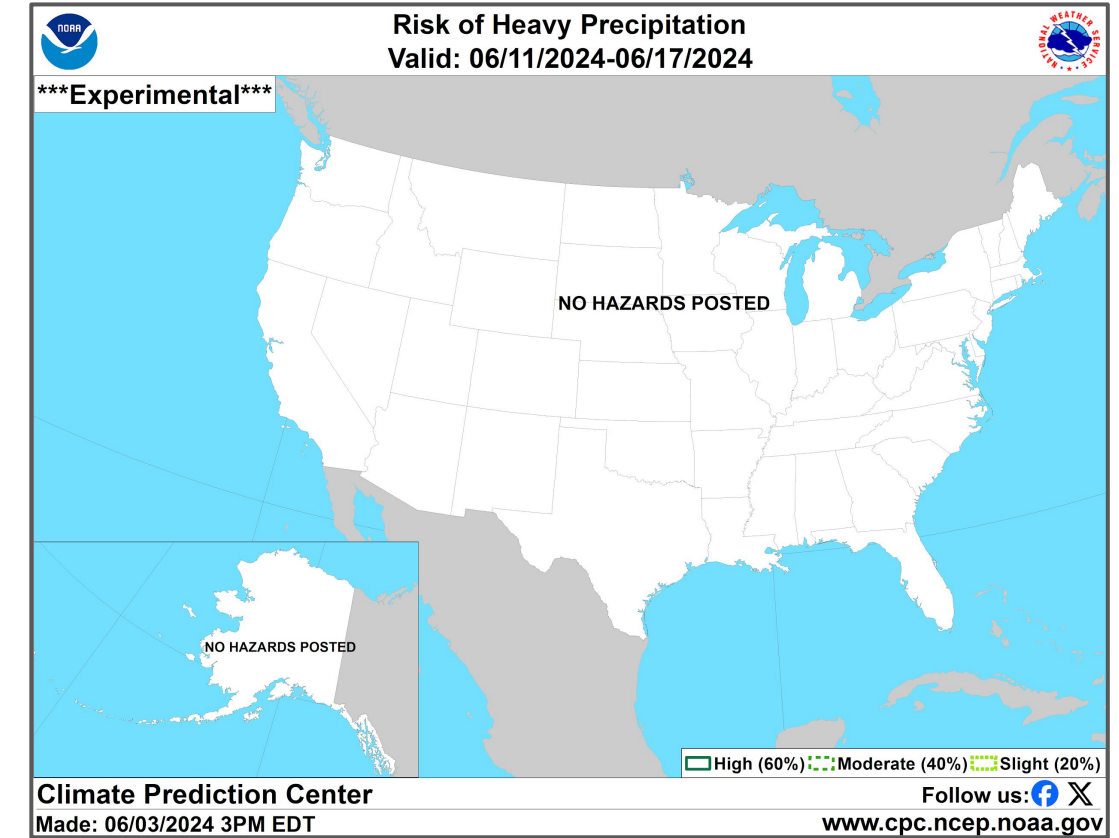 NOAA
Risk of Heavy Precipitation
Valid: 06/11/2024-06/17/2024
NATIONAL WEATHER SERVICE
***Experimental***
NO HAZARDS POSTED
NO HAZARDS POSTED
High (60%) Moderate (40%) Slight (20%)
Climate Prediction Center
Follow us:
Made: 06/03/2024 3PM EDT
www.cpc.ncep.noaa.gov